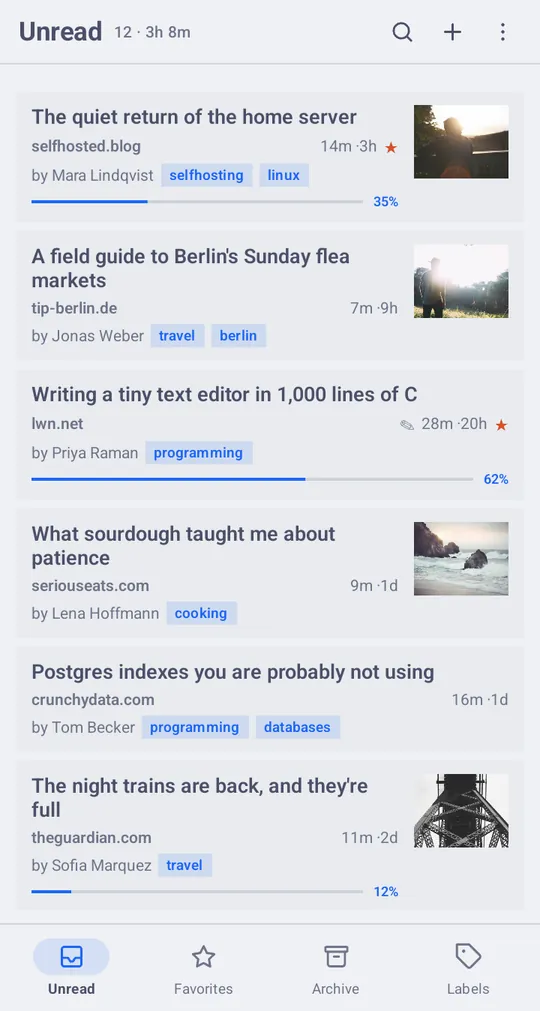 Unread 12 · 3h 8m
The quiet return of the home server
selfhosted.blog 14m ·3h ★
by Mara Lindqvist selfhosting linux
35%
A field guide to Berlin's Sunday flea
markets
tip-berlin.de 7m ·9h
by Jonas Weber travel berlin
Writing a tiny text editor in 1,000 lines of C
lwn.net ✎ 28m ·20h ★
by Priya Raman programming
62%
What sourdough taught me about
patience
seriouseats.com 9m ·1d
by Lena Hoffmann cooking
Postgres indexes you are probably not using
crunchydata.com 16m ·1d
by Tom Becker programming databases
The night trains are back, and they're
full
theguardian.com 11m ·2d
by Sofia Marquez travel
12%
Unread Favorites Archive Labels